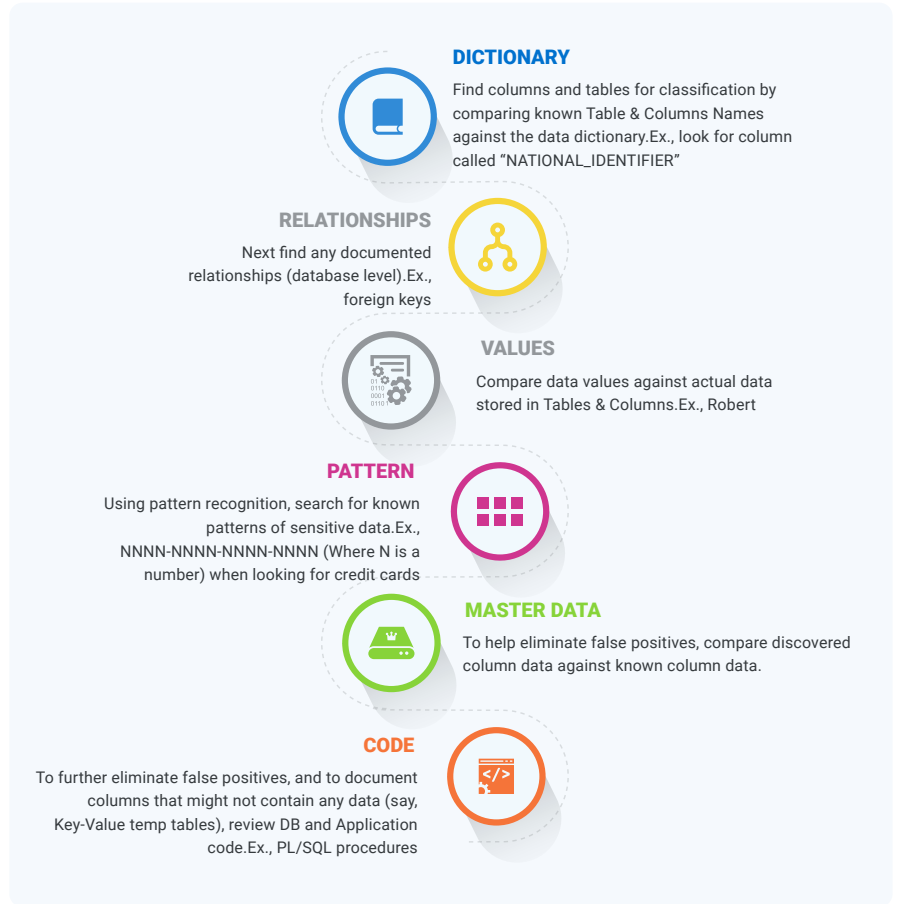 DICTIONARY
Find columns and tables for classification by
comparing known Table & Columns Names
against the data dictionary.Ex., look for column
called “NATIONAL_IDENTIFIER”
RELATIONSHIPS
Next find any documented
relationships (database level).Ex.,
foreign keys
VALUES
Compare data values against actual data
stored in Tables & Columns.Ex., Robert
01
0110
0001
01101
PATTERN
Using pattern recognition, search for known
patterns of sensitive data.Ex.,
NNNN-NNNN-NNNN-NNNN (Where N is a
number) when looking for credit cards
MASTER DATA
To help eliminate false positives, compare discovered
column data against known column data.
CODE
</>
To further eliminate false positives, and to document
columns that might not contain any data (say,
Key-Value temp tables), review DB and Application
code.Ex., PL/SQL procedures